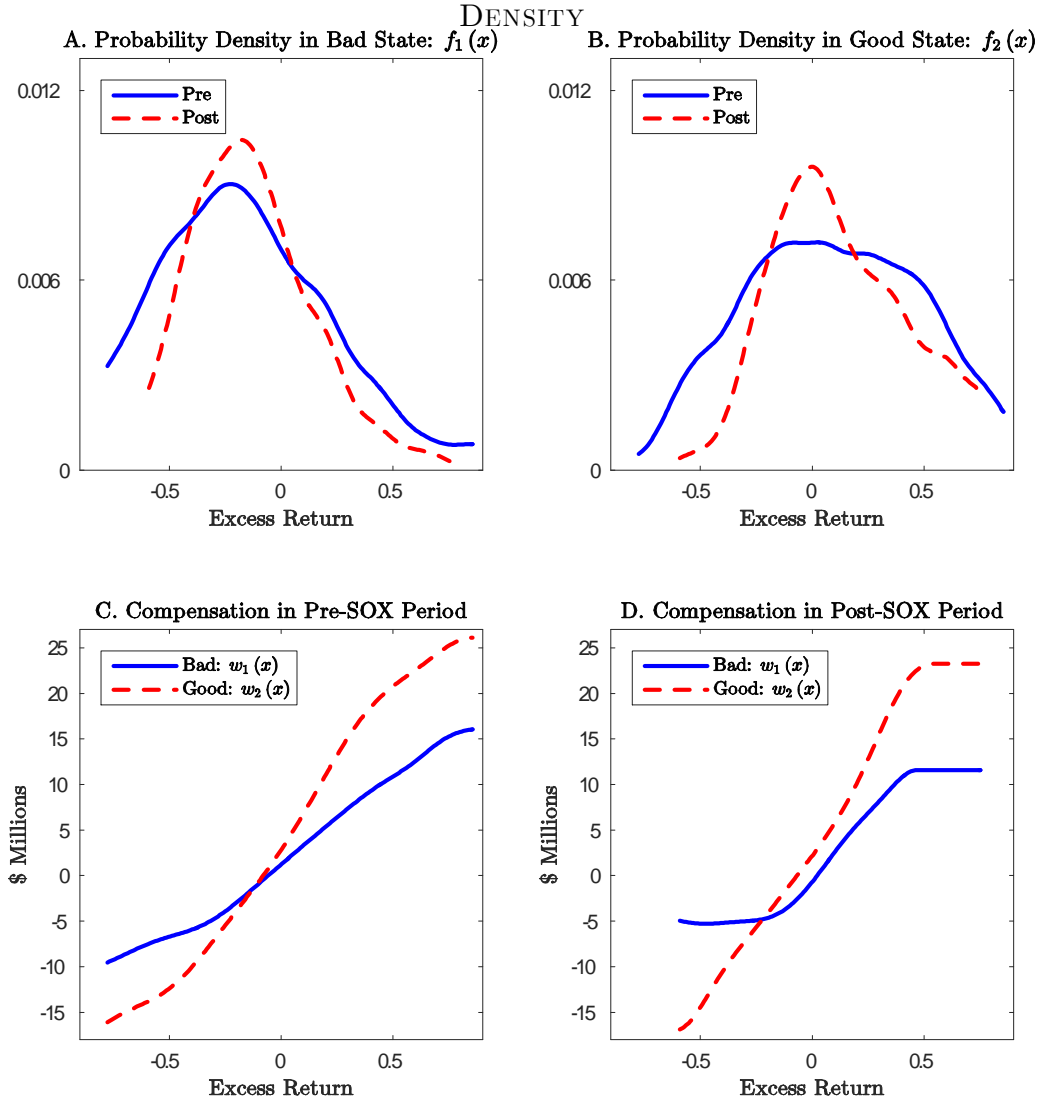 DENSITY
A. Probability Density in Bad State: f₁(x)
0.012
0.006
0
Pre
Post
-0.5 0 0.5
Excess Return
B. Probability Density in Good State: f₂(x)
0.012
0.006
0
Pre
Post
-0.5 0 0.5
Excess Return
C. Compensation in Pre-SOX Period
$ Millions
25
20
15
10
5
0
-5
-10
-15
Bad: w₁(x)
Good: w₂(x)
-0.5 0 0.5
Excess Return
D. Compensation in Post-SOX Period
$ Millions
25
20
15
10
5
0
-5
-10
-15
Bad: w₁(x)
Good: w₂(x)
-0.5 0 0.5
Excess Return